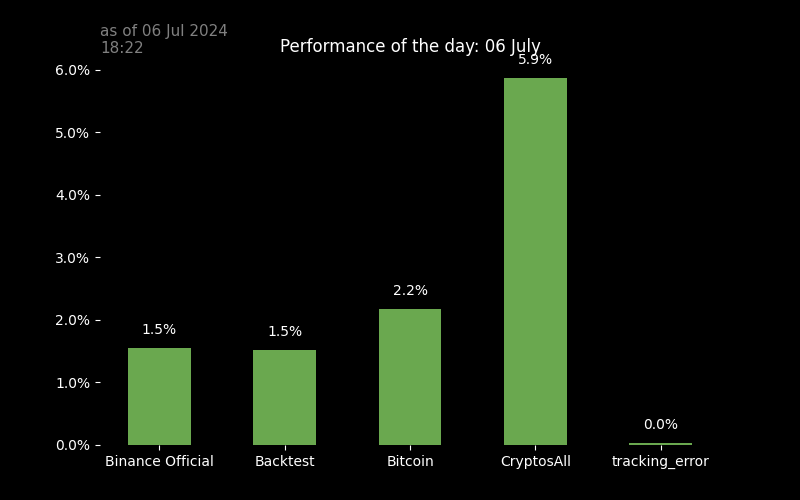 as of 06 Jul 2024
18:22
Performance of the day: 06 July
6.0%
5.0%
4.0%
3.0%
2.0%
1.0%
0.0%
1.5%
1.5%
2.2%
5.9%
0.0%
Binance Official
Backtest
Bitcoin
CryptosAll
tracking_error